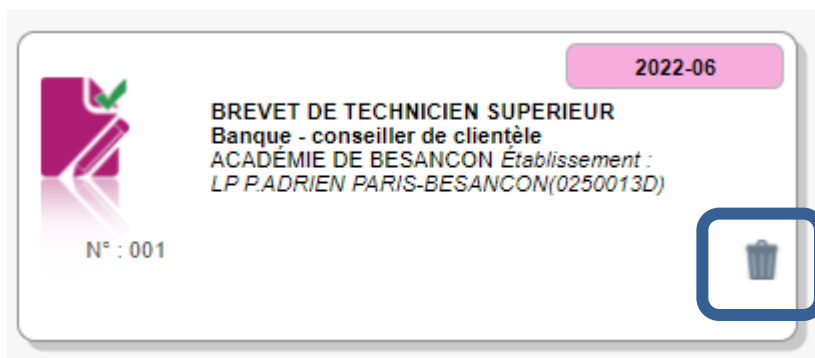 2022-06
BREVET DE TECHNICIEN SUPERIEUR
Banque - conseiller de clientèle
ACADÉMIE DE BESANCON Établissement :
LP P.ADRIEN PARIS-BESANCON(0250013D)
N° : 001